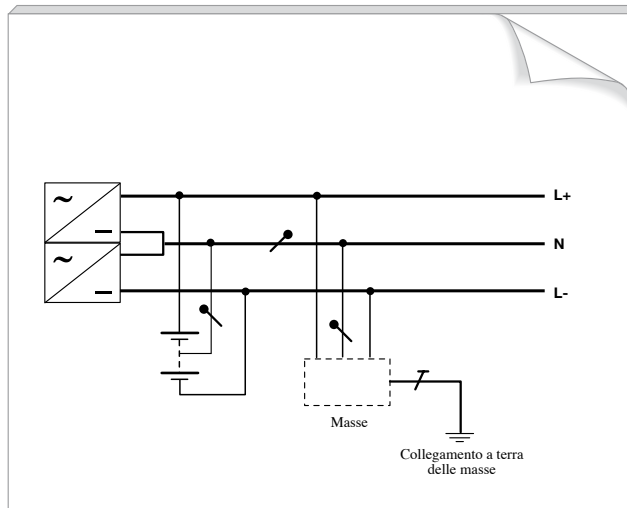 L+
N
L-
Masse
Collegamento a terra
delle masse